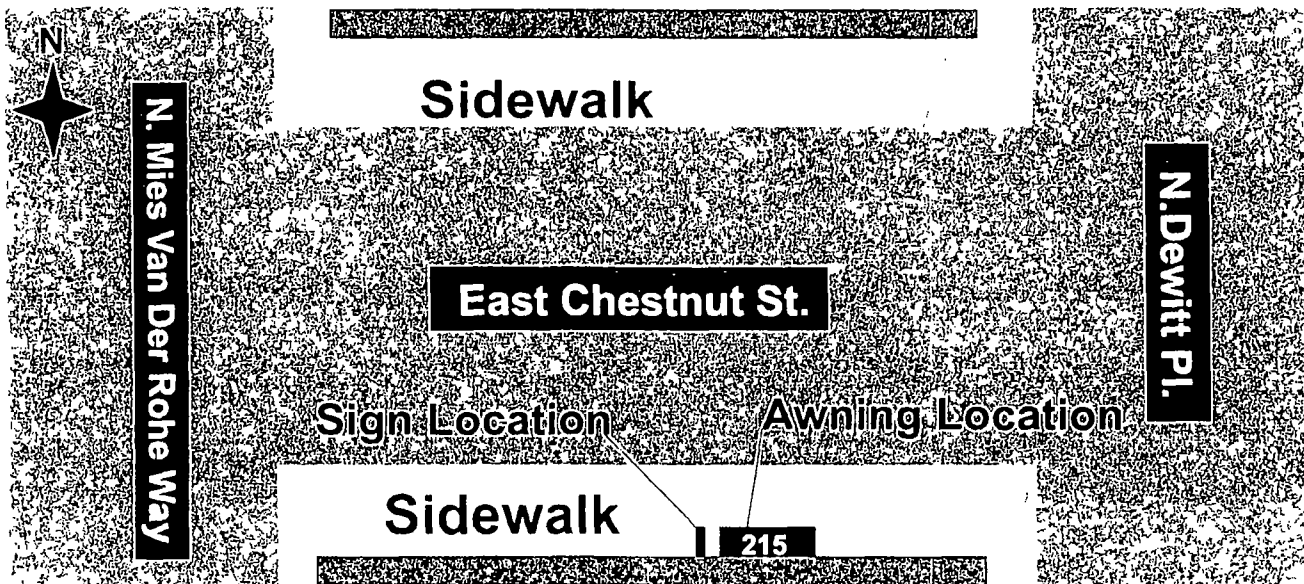 N
Sidewalk
N. Mies Van Der Rohe Way
East Chestnut St.
N.Dewitt Pl.
Sign Location
Awning Location
Sidewalk
215